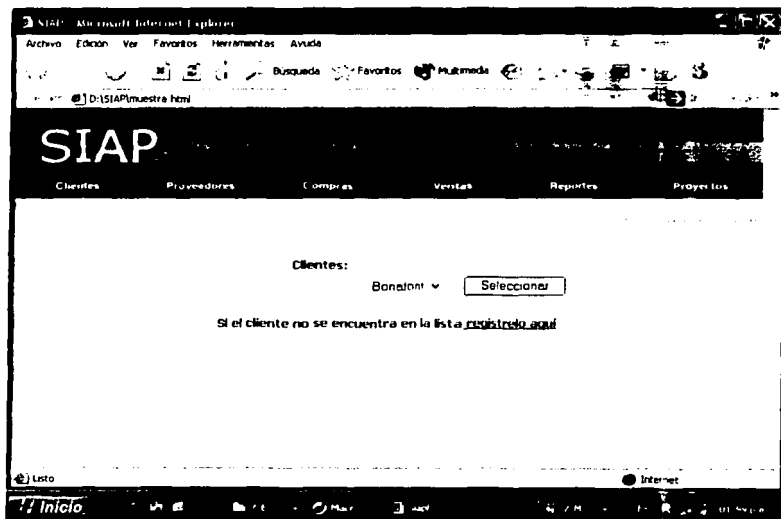 SIAP - Microsoft Internet Explorer
Archivo Edición Ver Favoritos Herramientas Ayuda
Búsqueda Favoritos Multimedia
D:\SIAP\muestra.html
SIAP
Clientes Proveedores Compras Ventas Reportes Proyectos
Clientes:
Bonafont Seleccionar
Si el cliente no se encuentra en la lista registrelo aquí
Listo Internet
Inicio